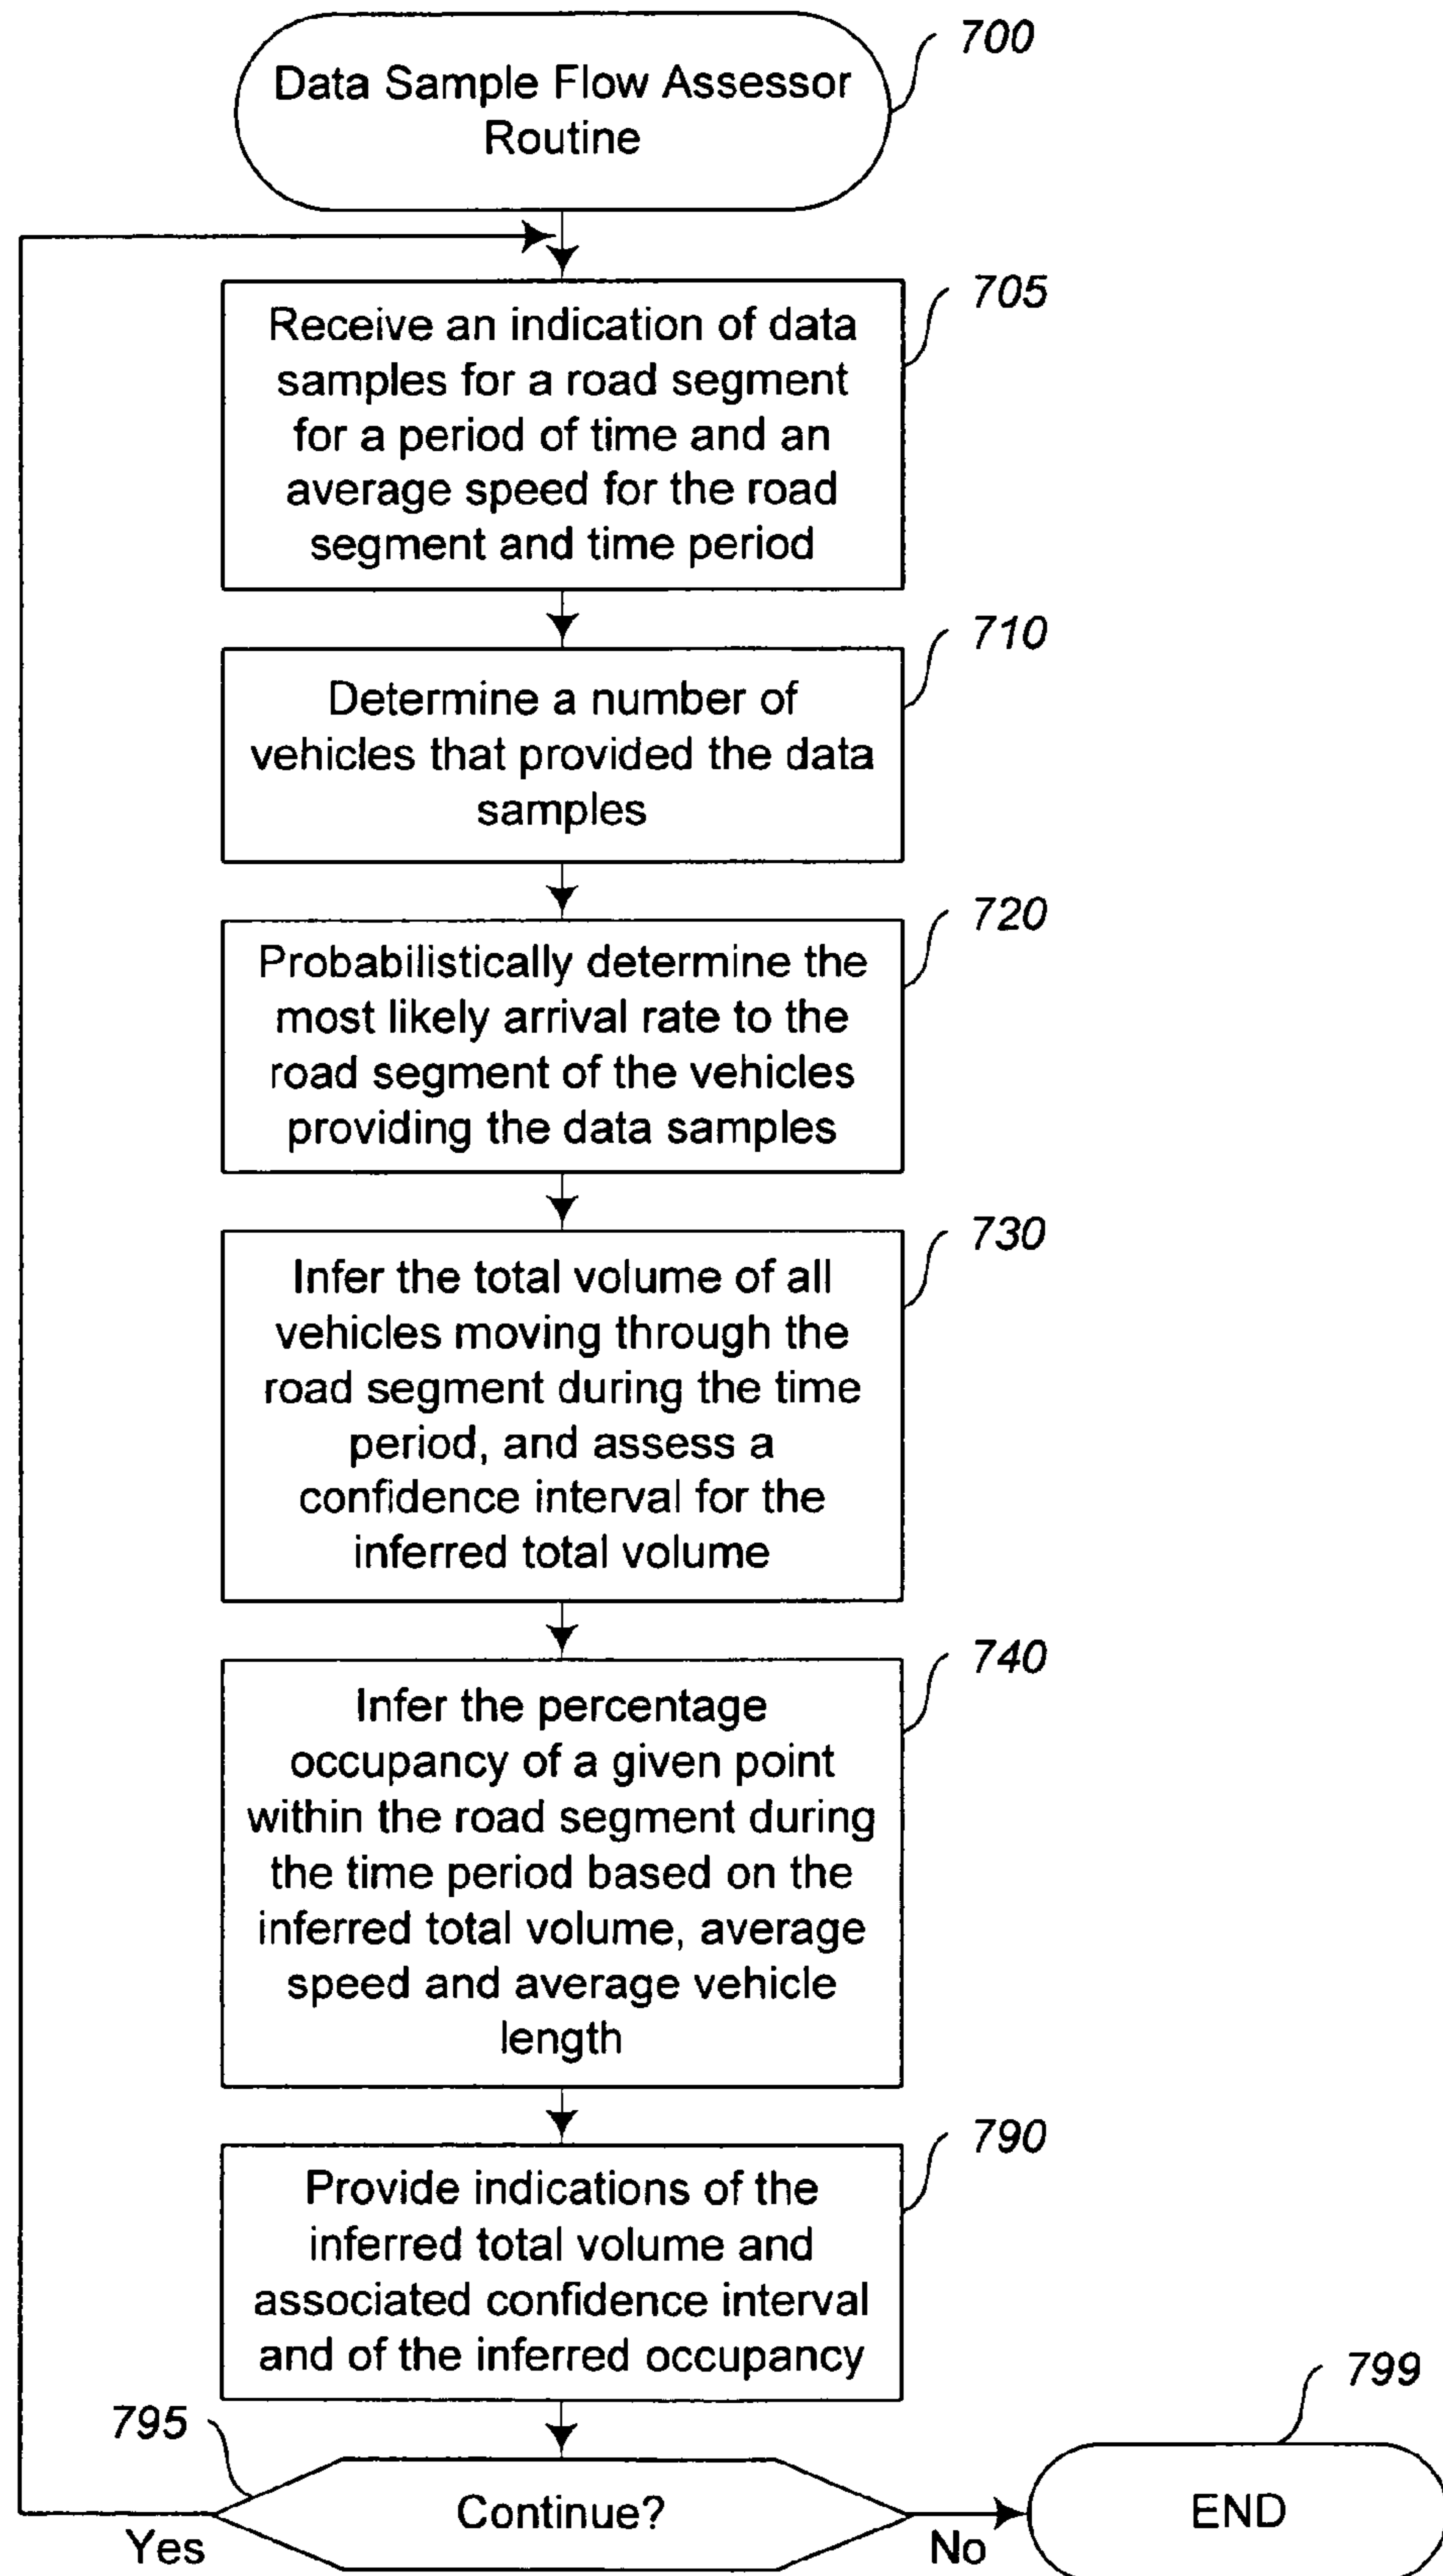 700
Data Sample Flow Assessor
Routine
705
Receive an indication of data
samples for a road segment
for a period of time and an
average speed for the road
segment and time period
710
Determine a number of
vehicles that provided the data
samples
720
Probabilistically determine the
most likely arrival rate to the
road segment of the vehicles
providing the data samples
730
Infer the total volume of all
vehicles moving through the
road segment during the time
period, and assess a
confidence interval for the
inferred total volume
740
Infer the percentage
occupancy of a given point
within the road segment during
the time period based on the
inferred total volume, average
speed and average vehicle
length
790
Provide indications of the
inferred total volume and
associated confidence interval
and of the inferred occupancy
795
799
Continue?
END
Yes
No